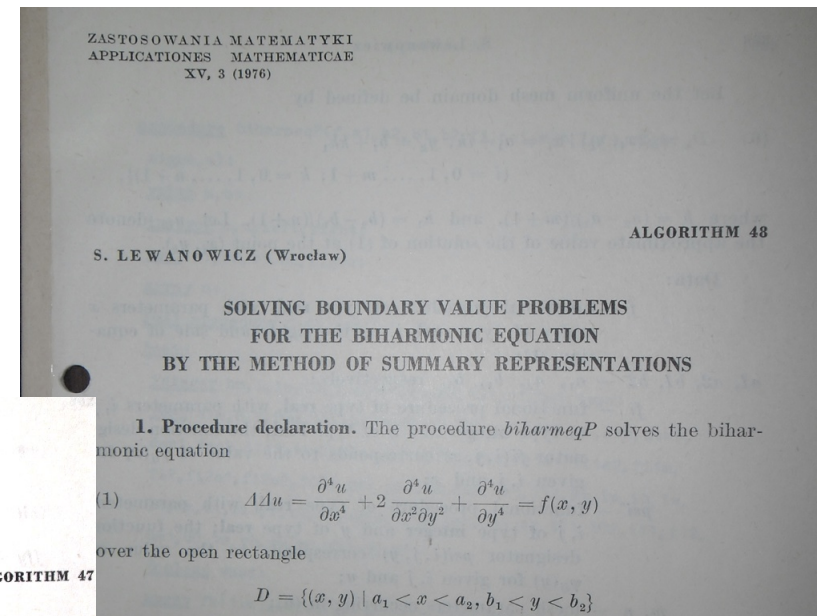 ZASTOSOWANIA MATEMATYKI
APPLICATIONES MATHEMATICAE
XV, 3 (1976)
ALGORITHM 48
S. LEWANOWICZ (Wrocław)
SOLVING BOUNDARY VALUE PROBLEMS
FOR THE BIHARMONIC EQUATION
BY THE METHOD OF SUMMARY REPRESENTATIONS
1. Procedure declaration. The procedure biharmeqP solves the bihar-
monic equation
(1) ΔΔu = ∂⁴u/∂x⁴ + 2 ∂⁴u/∂x²∂y² + ∂⁴u/∂y⁴ = f(x, y)
over the open rectangle
GORITHM 47
D = {(x, y) | a₁ < x < a₂, b₁ < y < b₂}